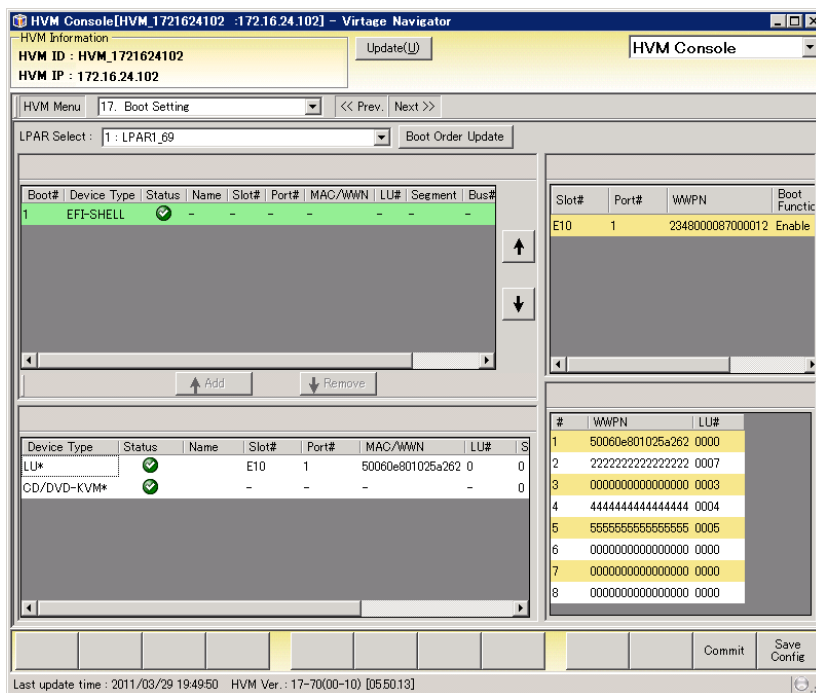 HVM Console[HVM_1721624102 :172.16.24.102] - Virtage Navigator
HVM Information
HVM ID : HVM_1721624102
HVM IP : 172.16.24.102
Update(U)
HVM Console
HVM Menu 17. Boot Setting << Prev. Next >>
LPAR Select : 1 : LPAR1_69 Boot Order Update
Boot# Device Type Status Name Slot# Port# MAC/WWN LU# Segment Bus#
1 EFI-SHELL - - - - - - -
Add Remove
Device Type Status Name Slot# Port# MAC/WWN LU# S
LU* E10 1 50060e801025a262 0 0
CD/DVD-KVM* - - - - 0
Slot# Port# WWPN Boot Functio
E10 1 2348000087000012 Enable
# WWPN LU#
1 50060e801025a262 0000
2 2222222222222222 0007
3 0000000000000000 0003
4 4444444444444444 0004
5 5555555555555555 0005
6 0000000000000000 0000
7 0000000000000000 0000
8 0000000000000000 0000
Commit Save Config
Last update time : 2011/03/29 19:49:50 HVM Ver. : 17-70(00-10) [05.50.13]